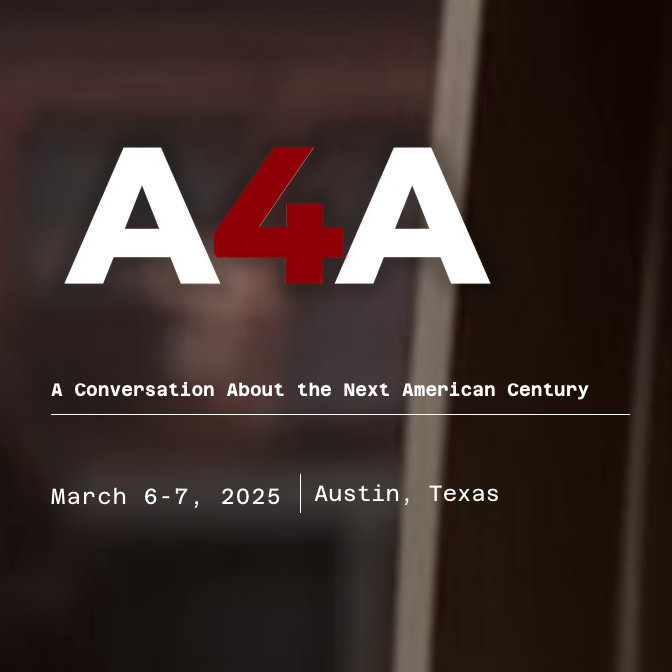 A4A
A Conversation About the Next American Century
March 6-7, 2025 | Austin, Texas